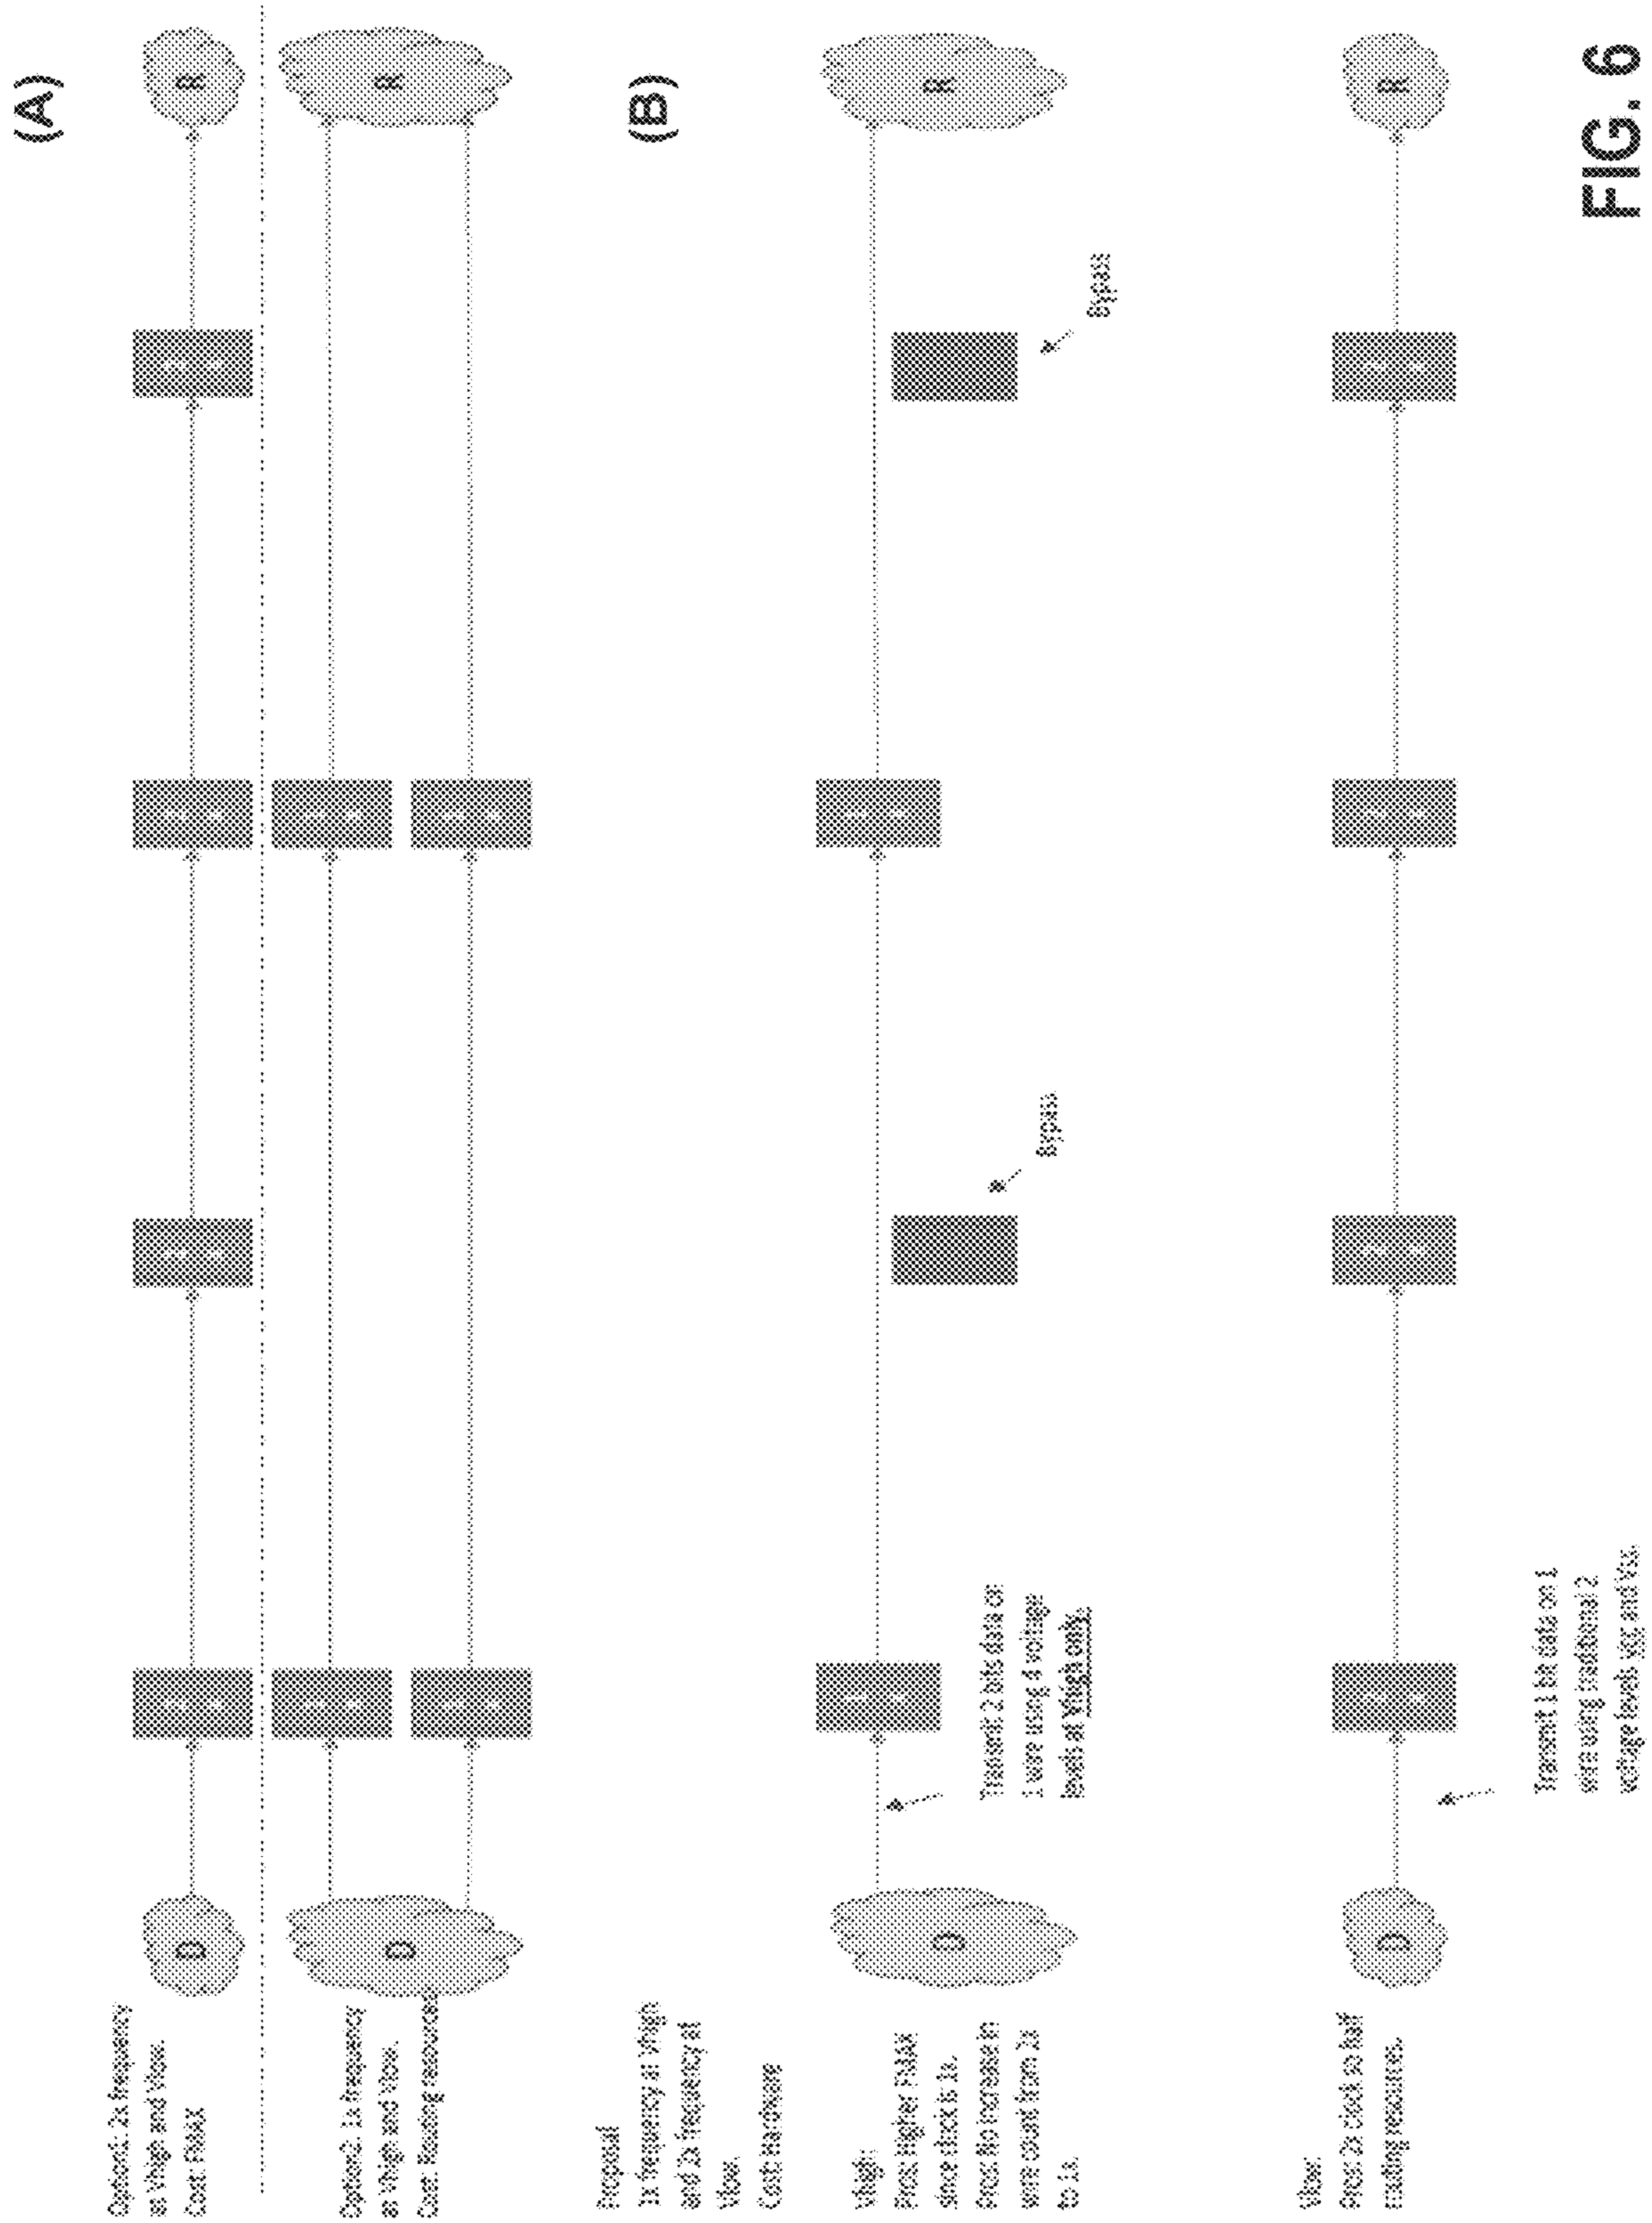 (A)
Option1: 2x frequency
at Vhigh and Vlow.
Cost: FMAX
D
R
Option2: 1x frequency
at Vhigh and Vlow.
Cost: Routing resources
D
R
(B)
Proposal
1x frequency at Vhigh
and 2x frequency at
Vlow.
Cost: Hardware
Vhigh:
Pros: Higher FMAX
since clock is 1x.
Pros: No increase in
wire count from 2x
to 1x.
D
R
Transmit 2 bits data on
1 wire using 4 voltage
levels at Vhigh only.
Bypass
Bypass
Vlow:
Pros: 2x clock so half
routing resources.
D
R
Transmit 1 bit data on 1
wire using traditional 2
voltage levels vcc and Vss.
FIG. 6